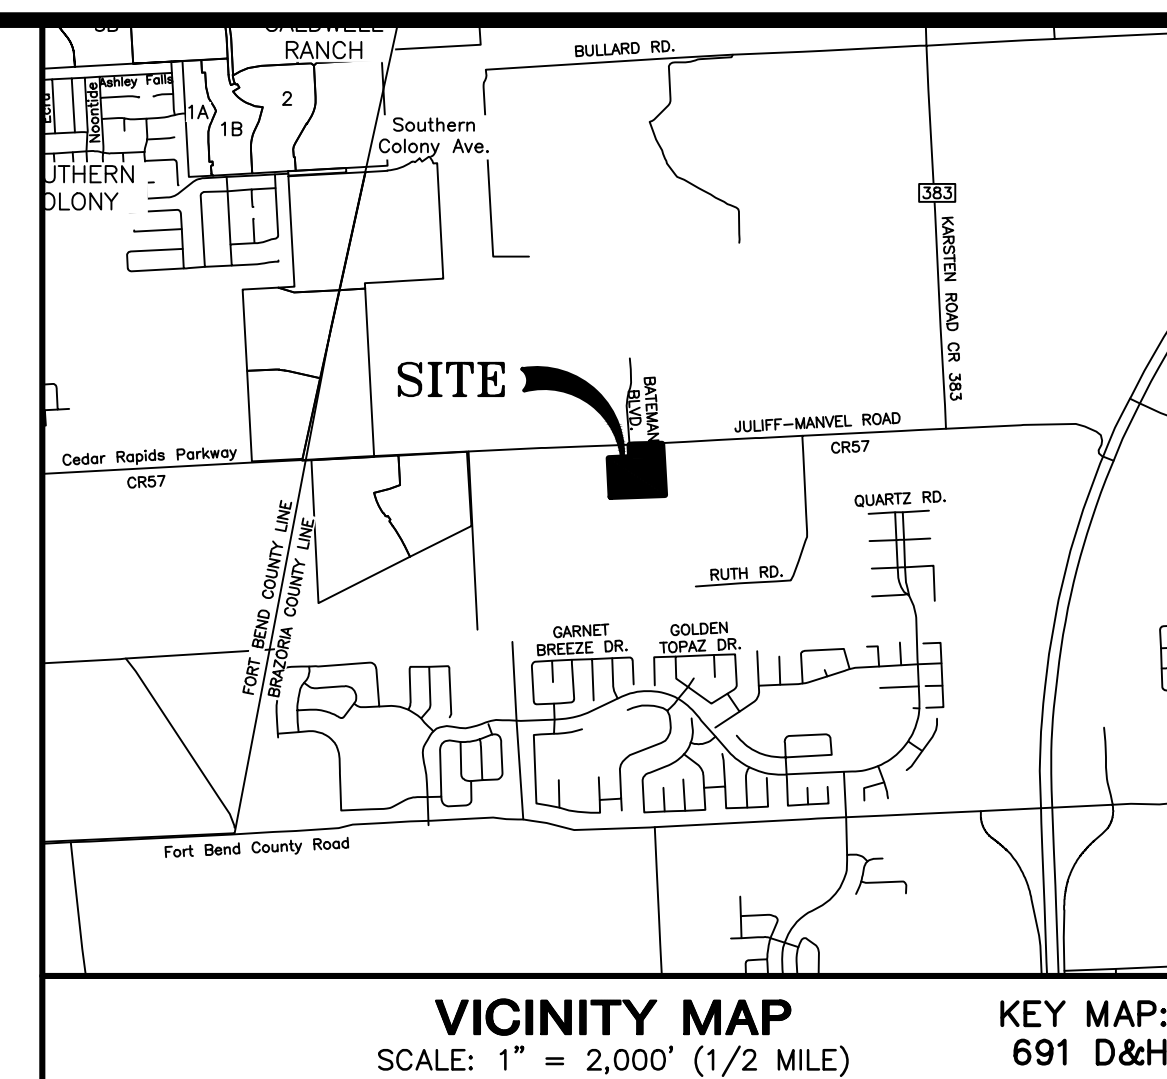 CALDWELL
RANCH
BULLARD RD.
Ashley Falls
Noontide
1A
1B
2
Southern
Colony Ave.
UTHERN
OLONY
383
KARSTEN ROAD CR 383
SITE
BATEMAN
BLVD.
JULIFF-MANVEL ROAD
CR57
Cedar Rapids Parkway
CR57
QUARTZ RD.
FORT BEND COUNTY LINE
BRAZORIA COUNTY LINE
RUTH RD.
GARNET
BREEZE DR.
GOLDEN
TOPAZ DR.
Fort Bend County Road
VICINITY MAP
SCALE: 1" = 2,000' (1/2 MILE)
KEY MAP:
691 D&H